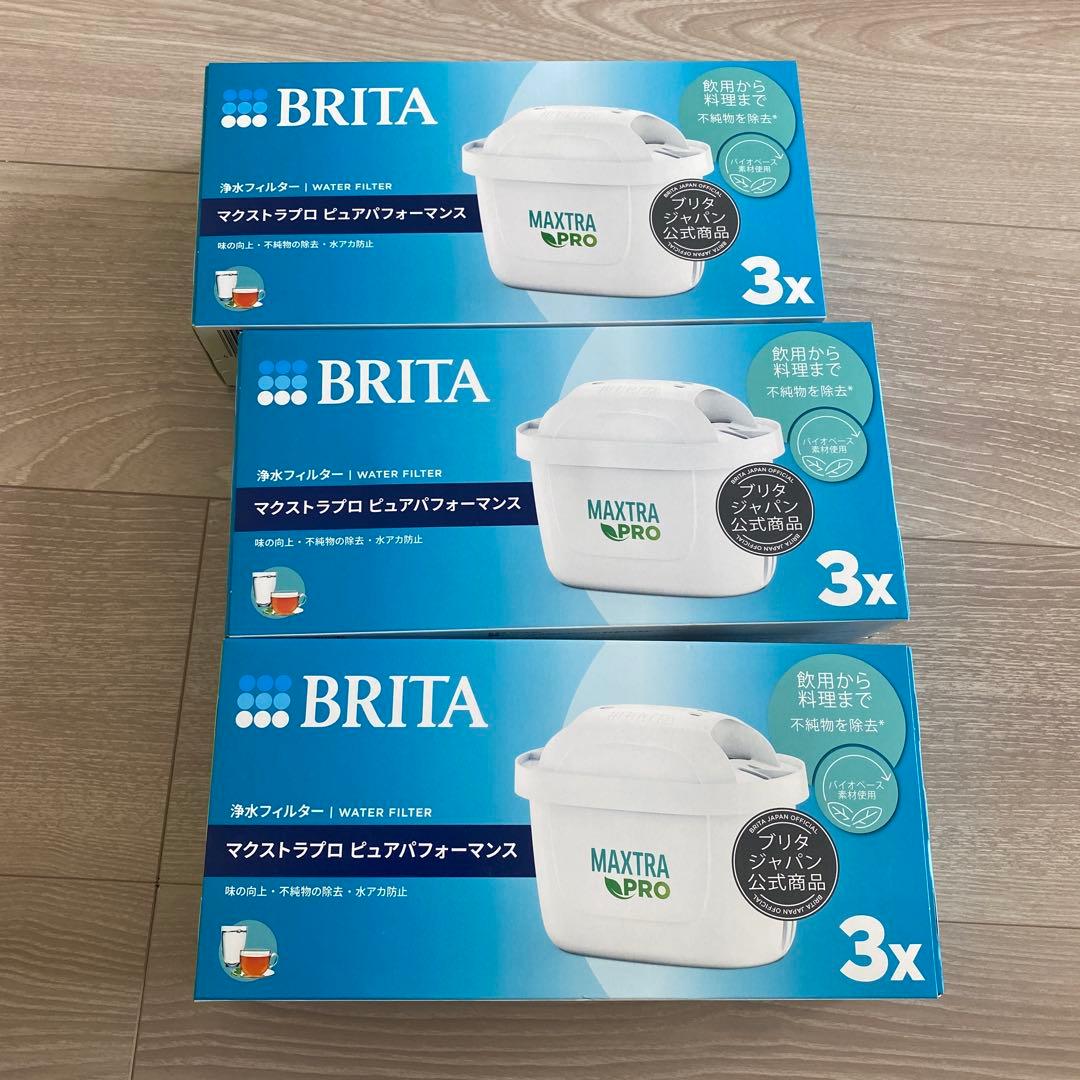 BRITA
飲用から
料理まで
不純物を除去*
バイオベース
素材使用
浄水フィルター | WATER FILTER
マクストラプロ ピュアパフォーマンス
味の向上・不純物の除去・水アカ防止
MAXTRA
PRO
BRITA JAPAN OFFICIAL
ブリタ
ジャパン
公式商品
BRITA JAPAN OFFICIAL
3x
BRITA
飲用から
料理まで
不純物を除去*
バイオベース
素材使用
浄水フィルター | WATER FILTER
マクストラプロ ピュアパフォーマンス
味の向上・不純物の除去・水アカ防止
MAXTRA
PRO
BRITA JAPAN OFFICIAL
ブリタ
ジャパン
公式商品
BRITA JAPAN OFFICIAL
3x
BRITA
飲用から
料理まで
不純物を除去*
バイオベース
素材使用
浄水フィルター | WATER FILTER
マクストラプロ ピュアパフォーマンス
味の向上・不純物の除去・水アカ防止
MAXTRA
PRO
BRITA JAPAN OFFICIAL
ブリタ
ジャパン
公式商品
BRITA JAPAN OFFICIAL
3x